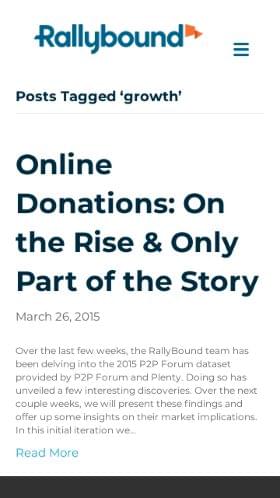 Rallybound
Posts Tagged ‘growth’
Online
Donations: On
the Rise & Only
Part of the Story
March 26, 2015
Over the last few weeks, the RallyBound team has
been delving into the 2015 P2P Forum dataset
provided by P2P Forum and Plenty. Doing so has
unveiled a few interesting discoveries. Over the next
couple weeks, we will present these findings and
offer up some insights on their market implications.
In this initial iteration we...
Read More